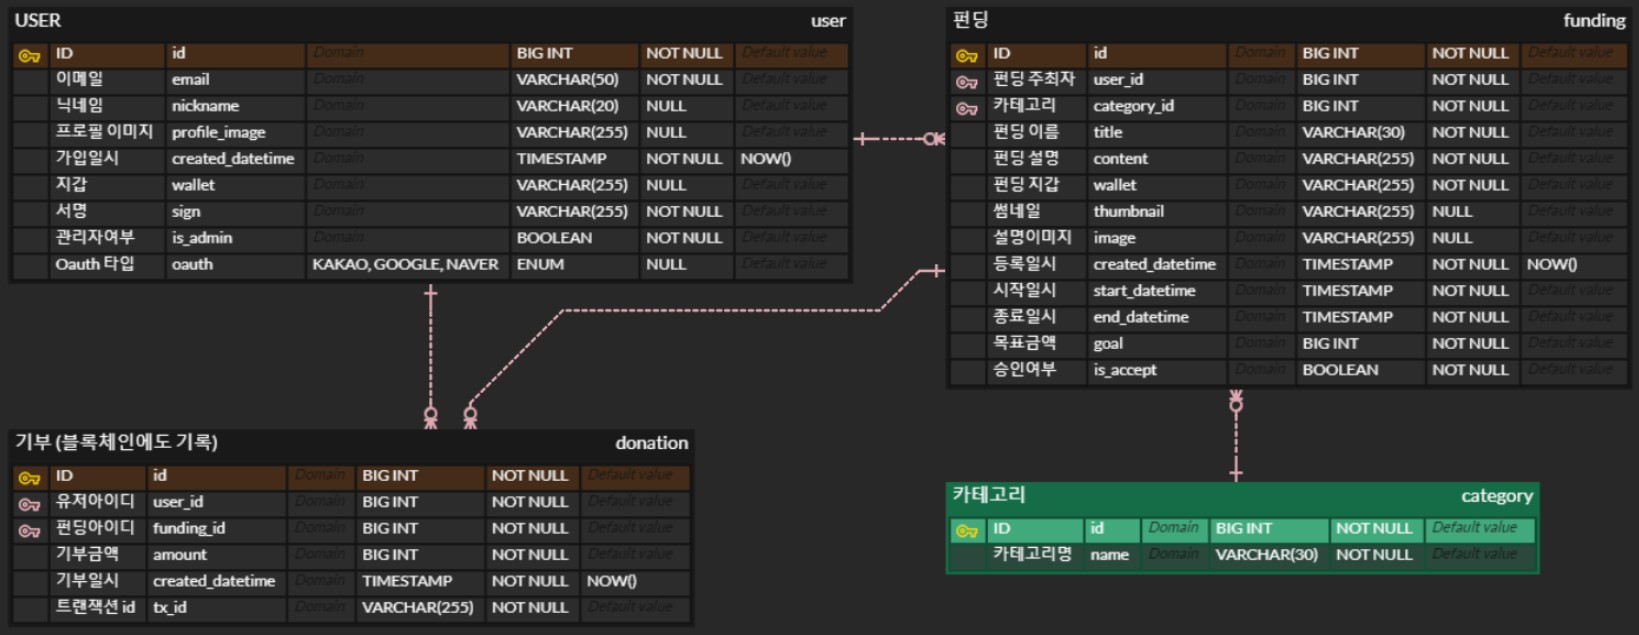 USER user
ID id Domain BIG INT NOT NULL Default value
이메일 email Domain VARCHAR(50) NOT NULL Default value
닉네임 nickname Domain VARCHAR(20) NULL Default value
프로필 이미지 profile_image Domain VARCHAR(255) NULL Default value
가입일시 created_datetime Domain TIMESTAMP NOT NULL NOW()
지갑 wallet Domain VARCHAR(255) NULL Default value
서명 sign Domain VARCHAR(255) NOT NULL Default value
관리자여부 is_admin Domain BOOLEAN NOT NULL Default value
Oauth 타입 oauth KAKAO, GOOGLE, NAVER ENUM NULL Default value
펀딩 funding
ID id Domain BIG INT NOT NULL Default value
펀딩 주최자 user_id Domain BIG INT NOT NULL Default value
카테고리 category_id Domain BIG INT NOT NULL Default value
펀딩 이름 title Domain VARCHAR(30) NOT NULL Default value
펀딩 설명 content Domain VARCHAR(255) NOT NULL Default value
펀딩 지갑 wallet Domain VARCHAR(255) NOT NULL Default value
썸네일 thumbnail Domain VARCHAR(255) NULL Default value
설명이미지 image Domain VARCHAR(255) NULL Default value
등록일시 created_datetime Domain TIMESTAMP NOT NULL NOW()
시작일시 start_datetime Domain TIMESTAMP NOT NULL Default value
종료일시 end_datetime Domain TIMESTAMP NOT NULL Default value
목표금액 goal Domain BIG INT NOT NULL Default value
승인여부 is_accept Domain BOOLEAN NOT NULL Default value
기부 (블록체인에도 기록) donation
ID id Domain BIG INT NOT NULL Default value
유저아이디 user_id Domain BIG INT NOT NULL Default value
펀딩아이디 funding_id Domain BIG INT NOT NULL Default value
기부금액 amount Domain BIG INT NOT NULL Default value
기부일시 created_datetime Domain TIMESTAMP NOT NULL NOW()
트랜잭션 id tx_id Domain VARCHAR(255) NOT NULL Default value
카테고리 category
ID id Domain BIG INT NOT NULL Default value
카테고리명 name Domain VARCHAR(30) NOT NULL Default value